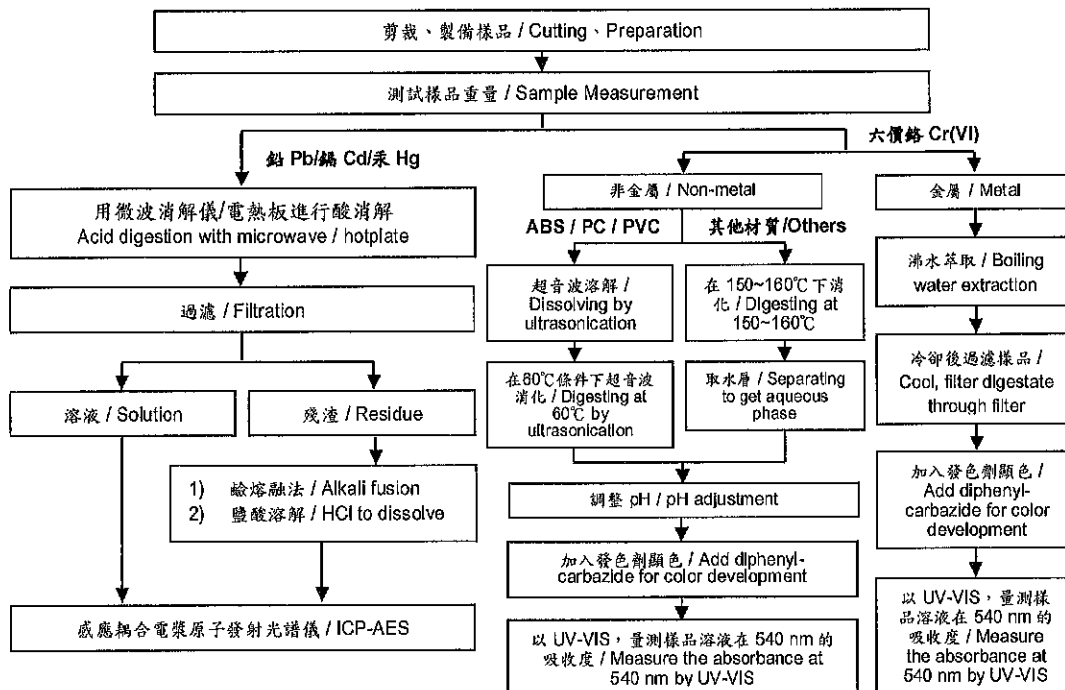 剪裁、製備樣品 / Cutting、Preparation
測試樣品重量 / Sample Measurement
鉛 Pb/鎘 Cd/汞 Hg
六價鉻 Cr(VI)
用微波消解儀/電熱板進行酸消解
Acid digestion with microwave / hotplate
過濾 / Filtration
溶液 / Solution
殘渣 / Residue
1) 鹼熔融法 / Alkali fusion
2) 鹽酸溶解 / HCl to dissolve
感應耦合電漿原子發射光譜儀 / ICP-AES
非金屬 / Non-metal
ABS / PC / PVC
其他材質/Others
超音波溶解 /
Dissolving by
ultrasonication
在 150~160℃下消
化 / Digesting at
150~160℃
在60℃條件下超音波
消化 / Digesting at
60℃ by
ultrasonication
取水層 / Separating
to get aqueous
phase
調整 pH / pH adjustment
加入發色劑顯色 / Add diphenyl-
carbazide for color development
以 UV-VIS，量測樣品溶液在 540 nm 的
吸收度 / Measure the absorbance at
540 nm by UV-VIS
金屬 / Metal
沸水萃取 / Boiling
water extraction
冷卻後過濾樣品 /
Cool, filter digestate
through filter
加入發色劑顯色 /
Add diphenyl-
carbazide for color
development
以 UV-VIS，量測樣
品溶液在 540 nm 的
吸收度 / Measure
the absorbance at
540 nm by UV-VIS